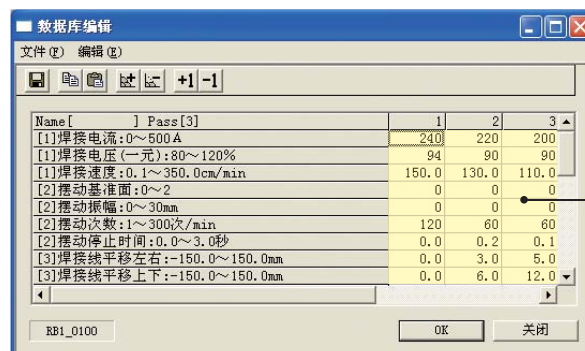 数据库编辑
文件(F) 编辑(E)
+1 -1
Name[ ] Pass[3] 1 2 3
[1]焊接电流:0～500A 240 220 200
[1]焊接电压(一元):80～120% 94 90 90
[1]焊接速度:0.1～350.0cm/min 150.0 130.0 110.0
[2]摆动基准面:0～2 0 0 0
[2]摆动振幅:0～30mm 0 0 0
[2]摆动次数:1～300次/min 120 60 60
[2]摆动停止时间:0.0～3.0秒 0.0 0.2 0.1
[3]焊接线平移左右:-150.0～150.0mm 0.0 3.0 5.0
[3]焊接线平移上下:-150.0～150.0mm 0.0 6.0 12.0
RB1_0100 OK 关闭